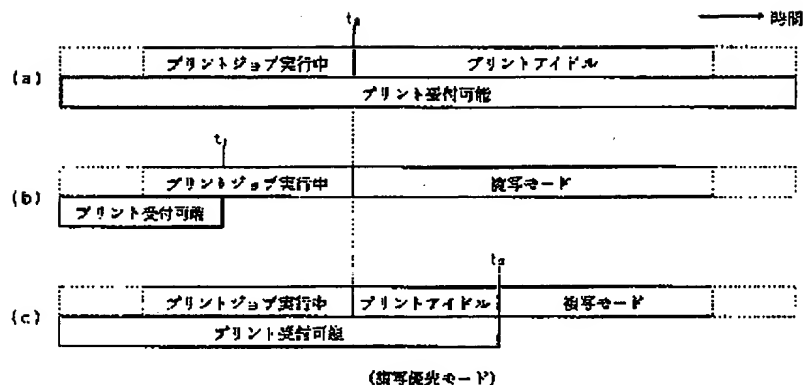 t₀
時間
(a)
プリントジョブ実行中
プリントアイドル
プリント受付可能
t₁
(b)
プリントジョブ実行中
複写モード
プリント受付可能
t₂
(c)
プリントジョブ実行中
プリントアイドル
複写モード
プリント受付可能
(複写優先モード)